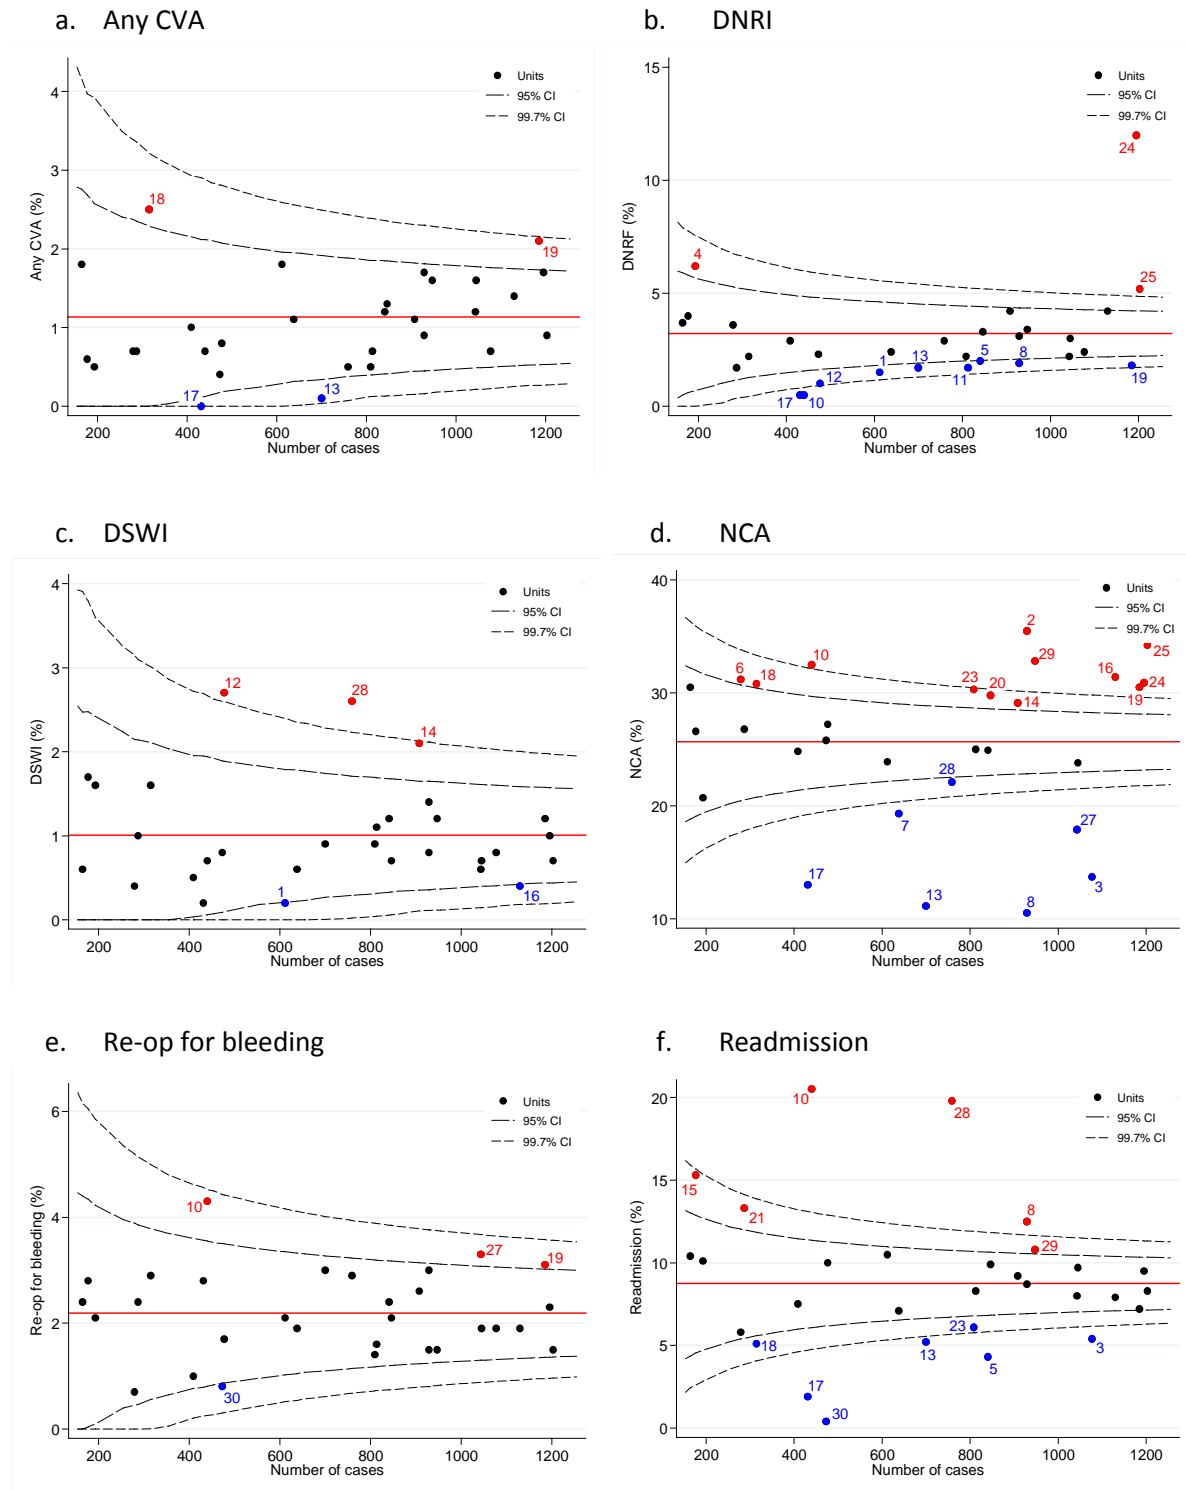 a. Any CVA
4
3
2
1
0
Any CVA (%)
Units
95% CI
99.7% CI
18
19
17
13
200 400 600 800 1000 1200
Number of cases
b. DNRI
15
10
5
0
DNRF (%)
Units
95% CI
99.7% CI
24
4
25
5
8
1
13
12
11
19
17 10
200 400 600 800 1000 1200
Number of cases
c. DSWI
4
3
2
1
0
DSWI (%)
Units
95% CI
99.7% CI
12
28
14
1
16
200 400 600 800 1000 1200
Number of cases
d. NCA
40
30
20
10
NCA (%)
Units
95% CI
99.7% CI
2
25
29
10
6
18
23
20
16
24
19
14
28
7
27
17
3
13
8
200 400 600 800 1000 1200
Number of cases
e. Re-op for bleeding
6
4
2
0
Re-op for bleeding (%)
Units
95% CI
99.7% CI
10
27
19
30
200 400 600 800 1000 1200
Number of cases
f. Readmission
20
15
10
5
0
Readmission (%)
Units
95% CI
99.7% CI
10
28
15
21
8
29
23
18
13
5
3
17
30
200 400 600 800 1000 1200
Number of cases